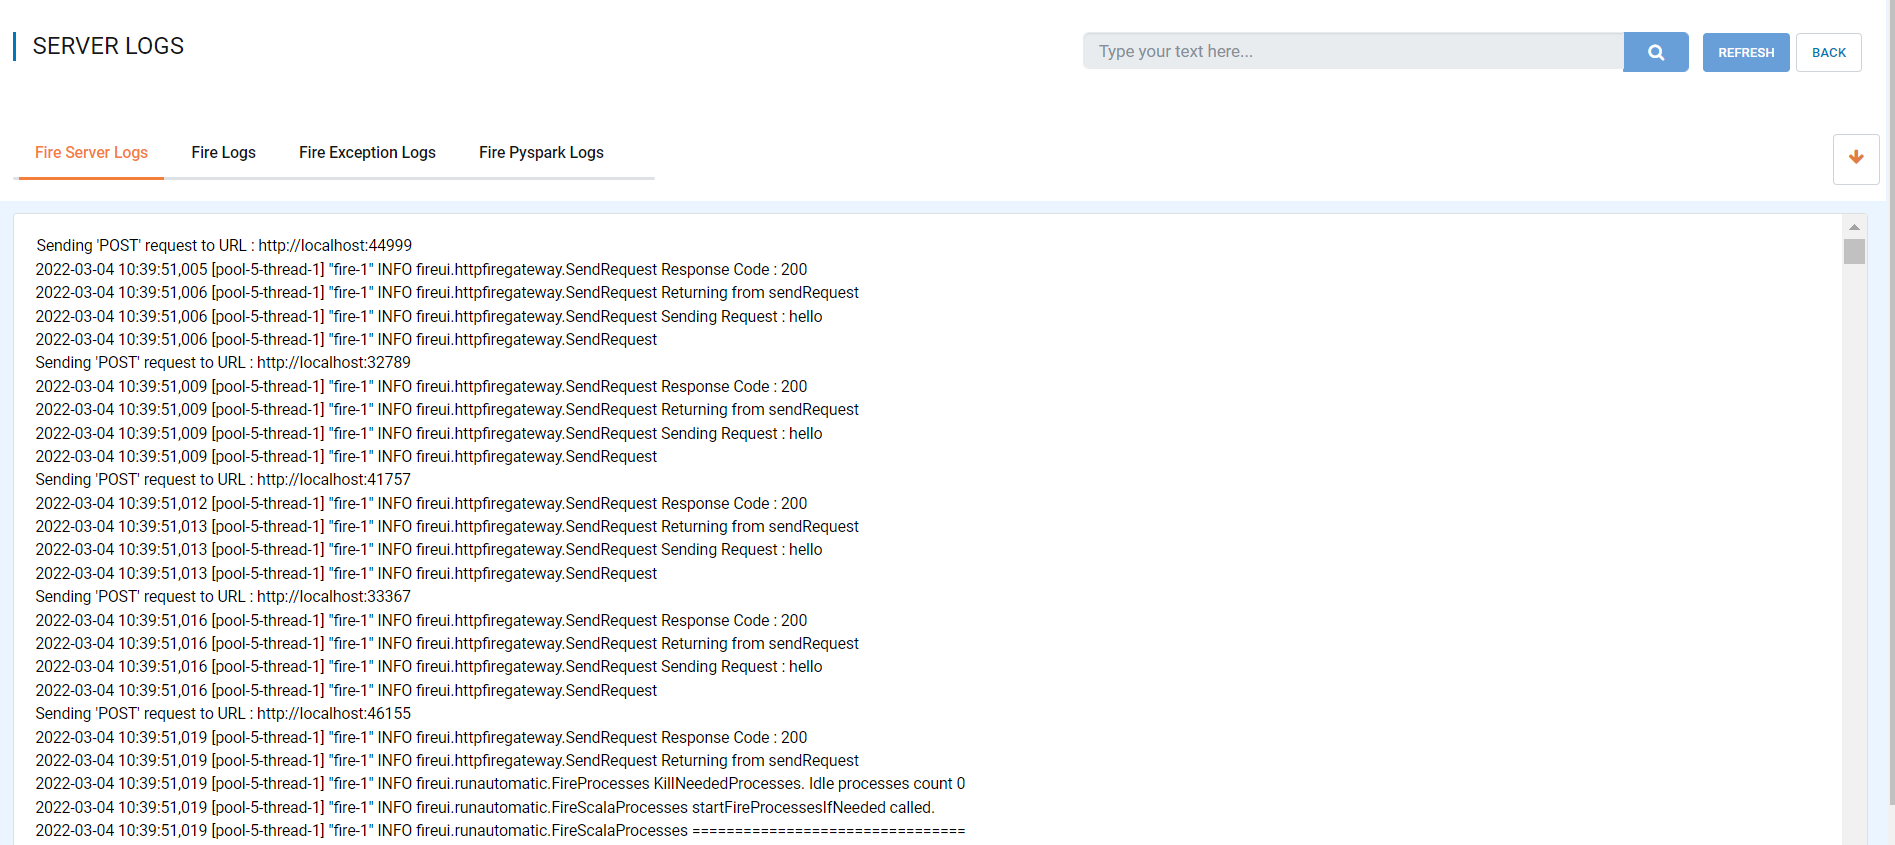 SERVER LOGS
Type your text here...
REFRESH
BACK
Fire Server Logs
Fire Logs
Fire Exception Logs
Fire Pyspark Logs
Sending 'POST' request to URL : http://localhost:44999
2022-03-04 10:39:51,005 [pool-5-thread-1] "fire-1" INFO fireui.httpfiregateway.SendRequest Response Code : 200
2022-03-04 10:39:51,006 [pool-5-thread-1] "fire-1" INFO fireui.httpfiregateway.SendRequest Returning from sendRequest
2022-03-04 10:39:51,006 [pool-5-thread-1] "fire-1" INFO fireui.httpfiregateway.SendRequest Sending Request : hello
2022-03-04 10:39:51,006 [pool-5-thread-1] "fire-1" INFO fireui.httpfiregateway.SendRequest
Sending 'POST' request to URL : http://localhost:32789
2022-03-04 10:39:51,009 [pool-5-thread-1] "fire-1" INFO fireui.httpfiregateway.SendRequest Response Code : 200
2022-03-04 10:39:51,009 [pool-5-thread-1] "fire-1" INFO fireui.httpfiregateway.SendRequest Returning from sendRequest
2022-03-04 10:39:51,009 [pool-5-thread-1] "fire-1" INFO fireui.httpfiregateway.SendRequest Sending Request : hello
2022-03-04 10:39:51,009 [pool-5-thread-1] "fire-1" INFO fireui.httpfiregateway.SendRequest
Sending 'POST' request to URL : http://localhost:41757
2022-03-04 10:39:51,012 [pool-5-thread-1] "fire-1" INFO fireui.httpfiregateway.SendRequest Response Code : 200
2022-03-04 10:39:51,013 [pool-5-thread-1] "fire-1" INFO fireui.httpfiregateway.SendRequest Returning from sendRequest
2022-03-04 10:39:51,013 [pool-5-thread-1] "fire-1" INFO fireui.httpfiregateway.SendRequest Sending Request : hello
2022-03-04 10:39:51,013 [pool-5-thread-1] "fire-1" INFO fireui.httpfiregateway.SendRequest
Sending 'POST' request to URL : http://localhost:33367
2022-03-04 10:39:51,016 [pool-5-thread-1] "fire-1" INFO fireui.httpfiregateway.SendRequest Response Code : 200
2022-03-04 10:39:51,016 [pool-5-thread-1] "fire-1" INFO fireui.httpfiregateway.SendRequest Returning from sendRequest
2022-03-04 10:39:51,016 [pool-5-thread-1] "fire-1" INFO fireui.httpfiregateway.SendRequest Sending Request : hello
2022-03-04 10:39:51,016 [pool-5-thread-1] "fire-1" INFO fireui.httpfiregateway.SendRequest
Sending 'POST' request to URL : http://localhost:46155
2022-03-04 10:39:51,019 [pool-5-thread-1] "fire-1" INFO fireui.httpfiregateway.SendRequest Response Code : 200
2022-03-04 10:39:51,019 [pool-5-thread-1] "fire-1" INFO fireui.httpfiregateway.SendRequest Returning from sendRequest
2022-03-04 10:39:51,019 [pool-5-thread-1] "fire-1" INFO fireui.runautomatic.FireProcesses KillNeededProcesses. Idle processes count 0
2022-03-04 10:39:51,019 [pool-5-thread-1] "fire-1" INFO fireui.runautomatic.FireScalaProcesses startFireProcessesIfNeeded called.
2022-03-04 10:39:51,019 [pool-5-thread-1] "fire-1" INFO fireui.runautomatic.FireScalaProcesses ================================